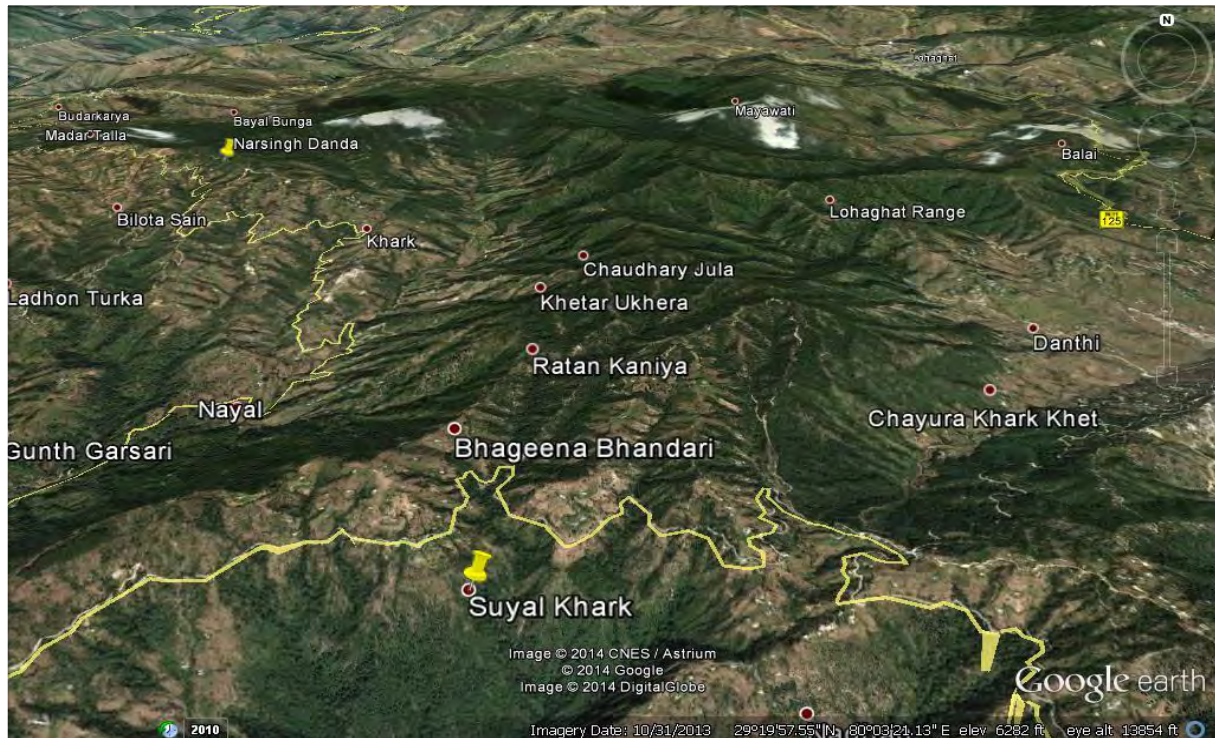 N
Lohaghat
Budarkarya
Bayal Bunga
Mayawati
Madar Talla
Narsingh Danda
Balai
Bilota Sain
Lohaghat Range
125
Khark
Chaudhary Jula
Ladhon Turka
Khetar Ukhera
Danthi
Ratan Kaniya
Chayura Khark Khet
Nayal
Gunth Garsari
Bhageena Bhandari
Suyal Khark
Image © 2014 CNES / Astrium
© 2014 Google
Image © 2014 DigitalGlobe
Google earth
2010
Imagery Date: 10/31/2013 29°19'57.55" N 80°03'21.13" E elev 6282 ft eye alt 13854 ft